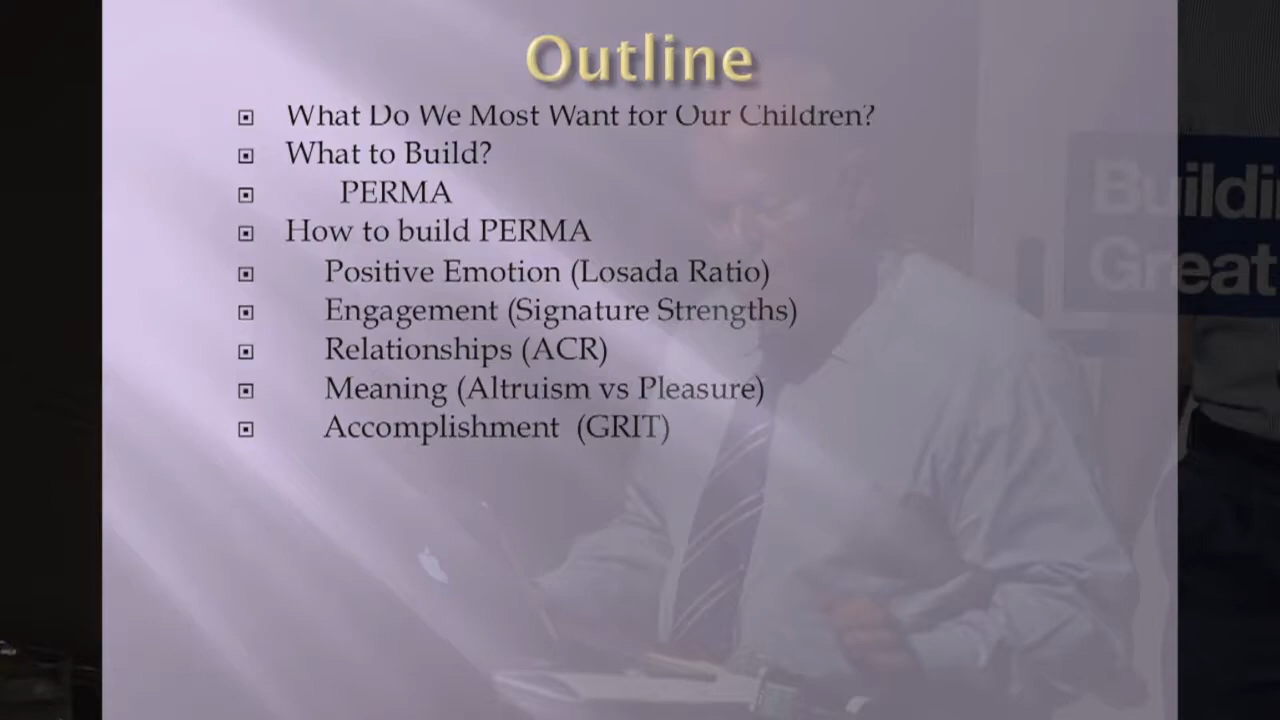 Outline
What Do We Most Want for Our Children?
What to Build?
PERMA
How to build PERMA
Positive Emotion (Losada Ratio)
Engagement (Signature Strengths)
Relationships (ACR)
Meaning (Altruism vs Pleasure)
Accomplishment (GRIT)
Great